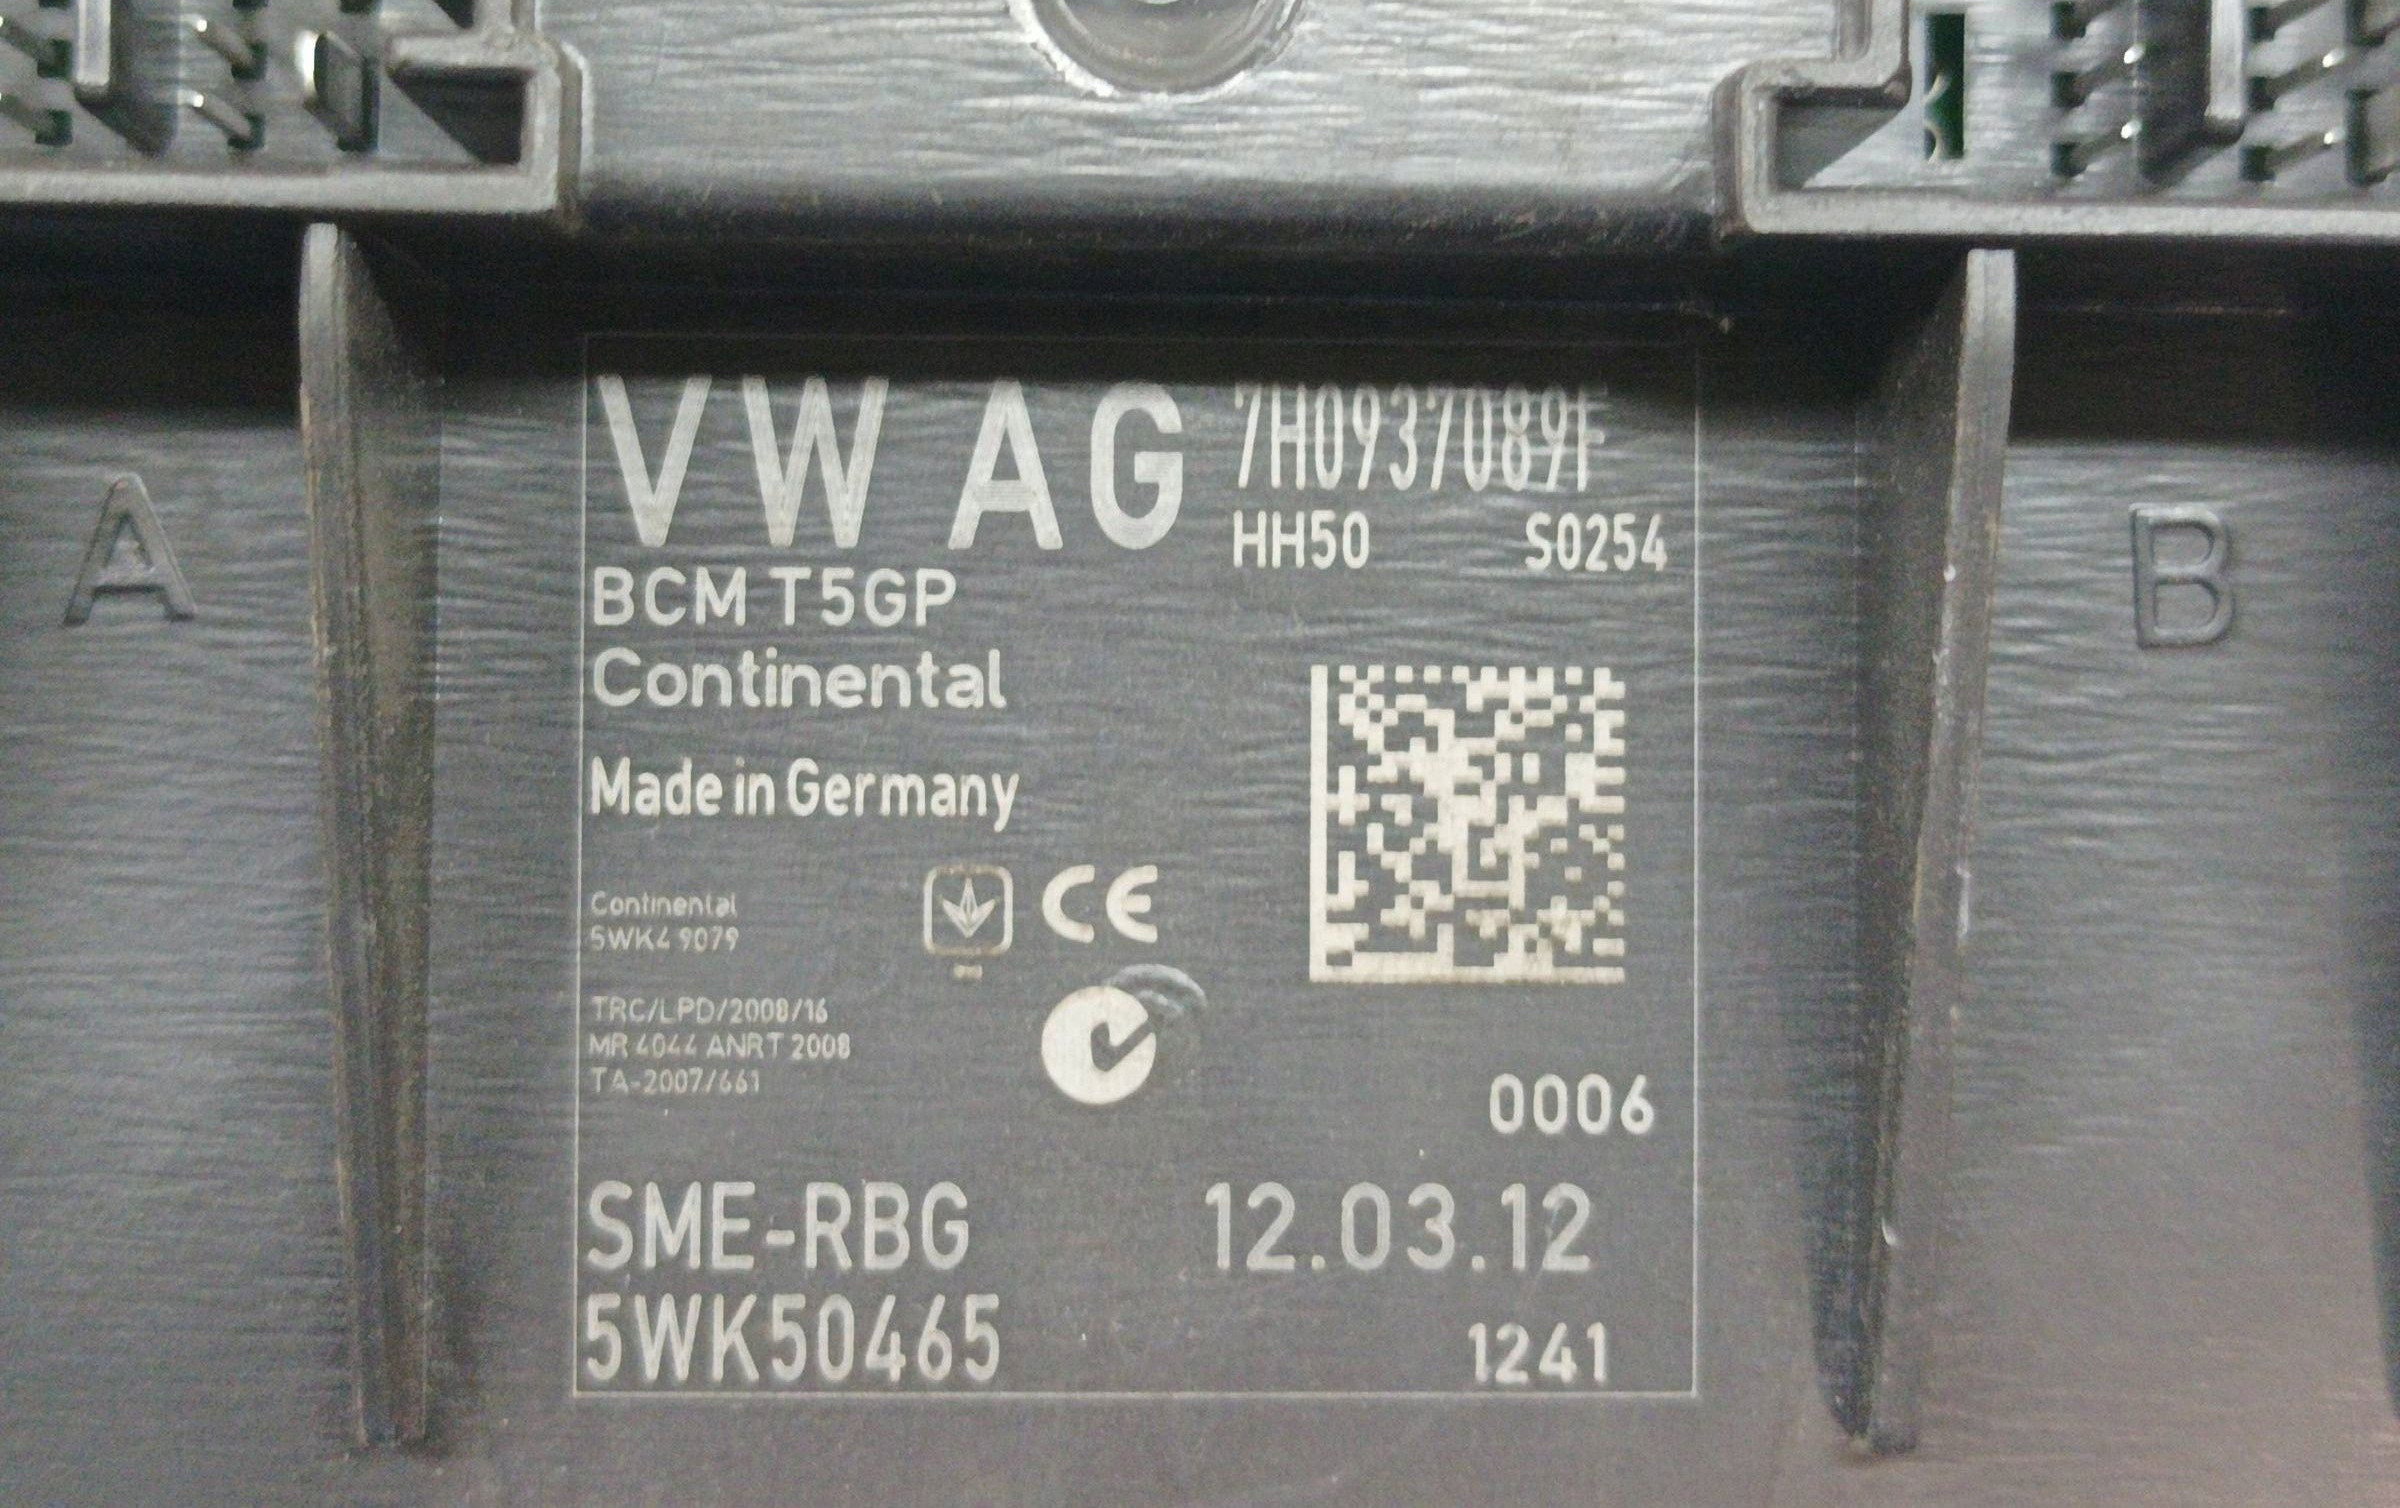 A
B
VW AG 7H0937089F
HH50 S0254
BCM T5GP
Continental
Made in Germany
Continental
5WK4 9079
CE
TRC/LPD/2008/16
MR 4044 ANRT 2008
TA-2007/661
0006
SME-RBG 12.03.12
5WK50465 1241